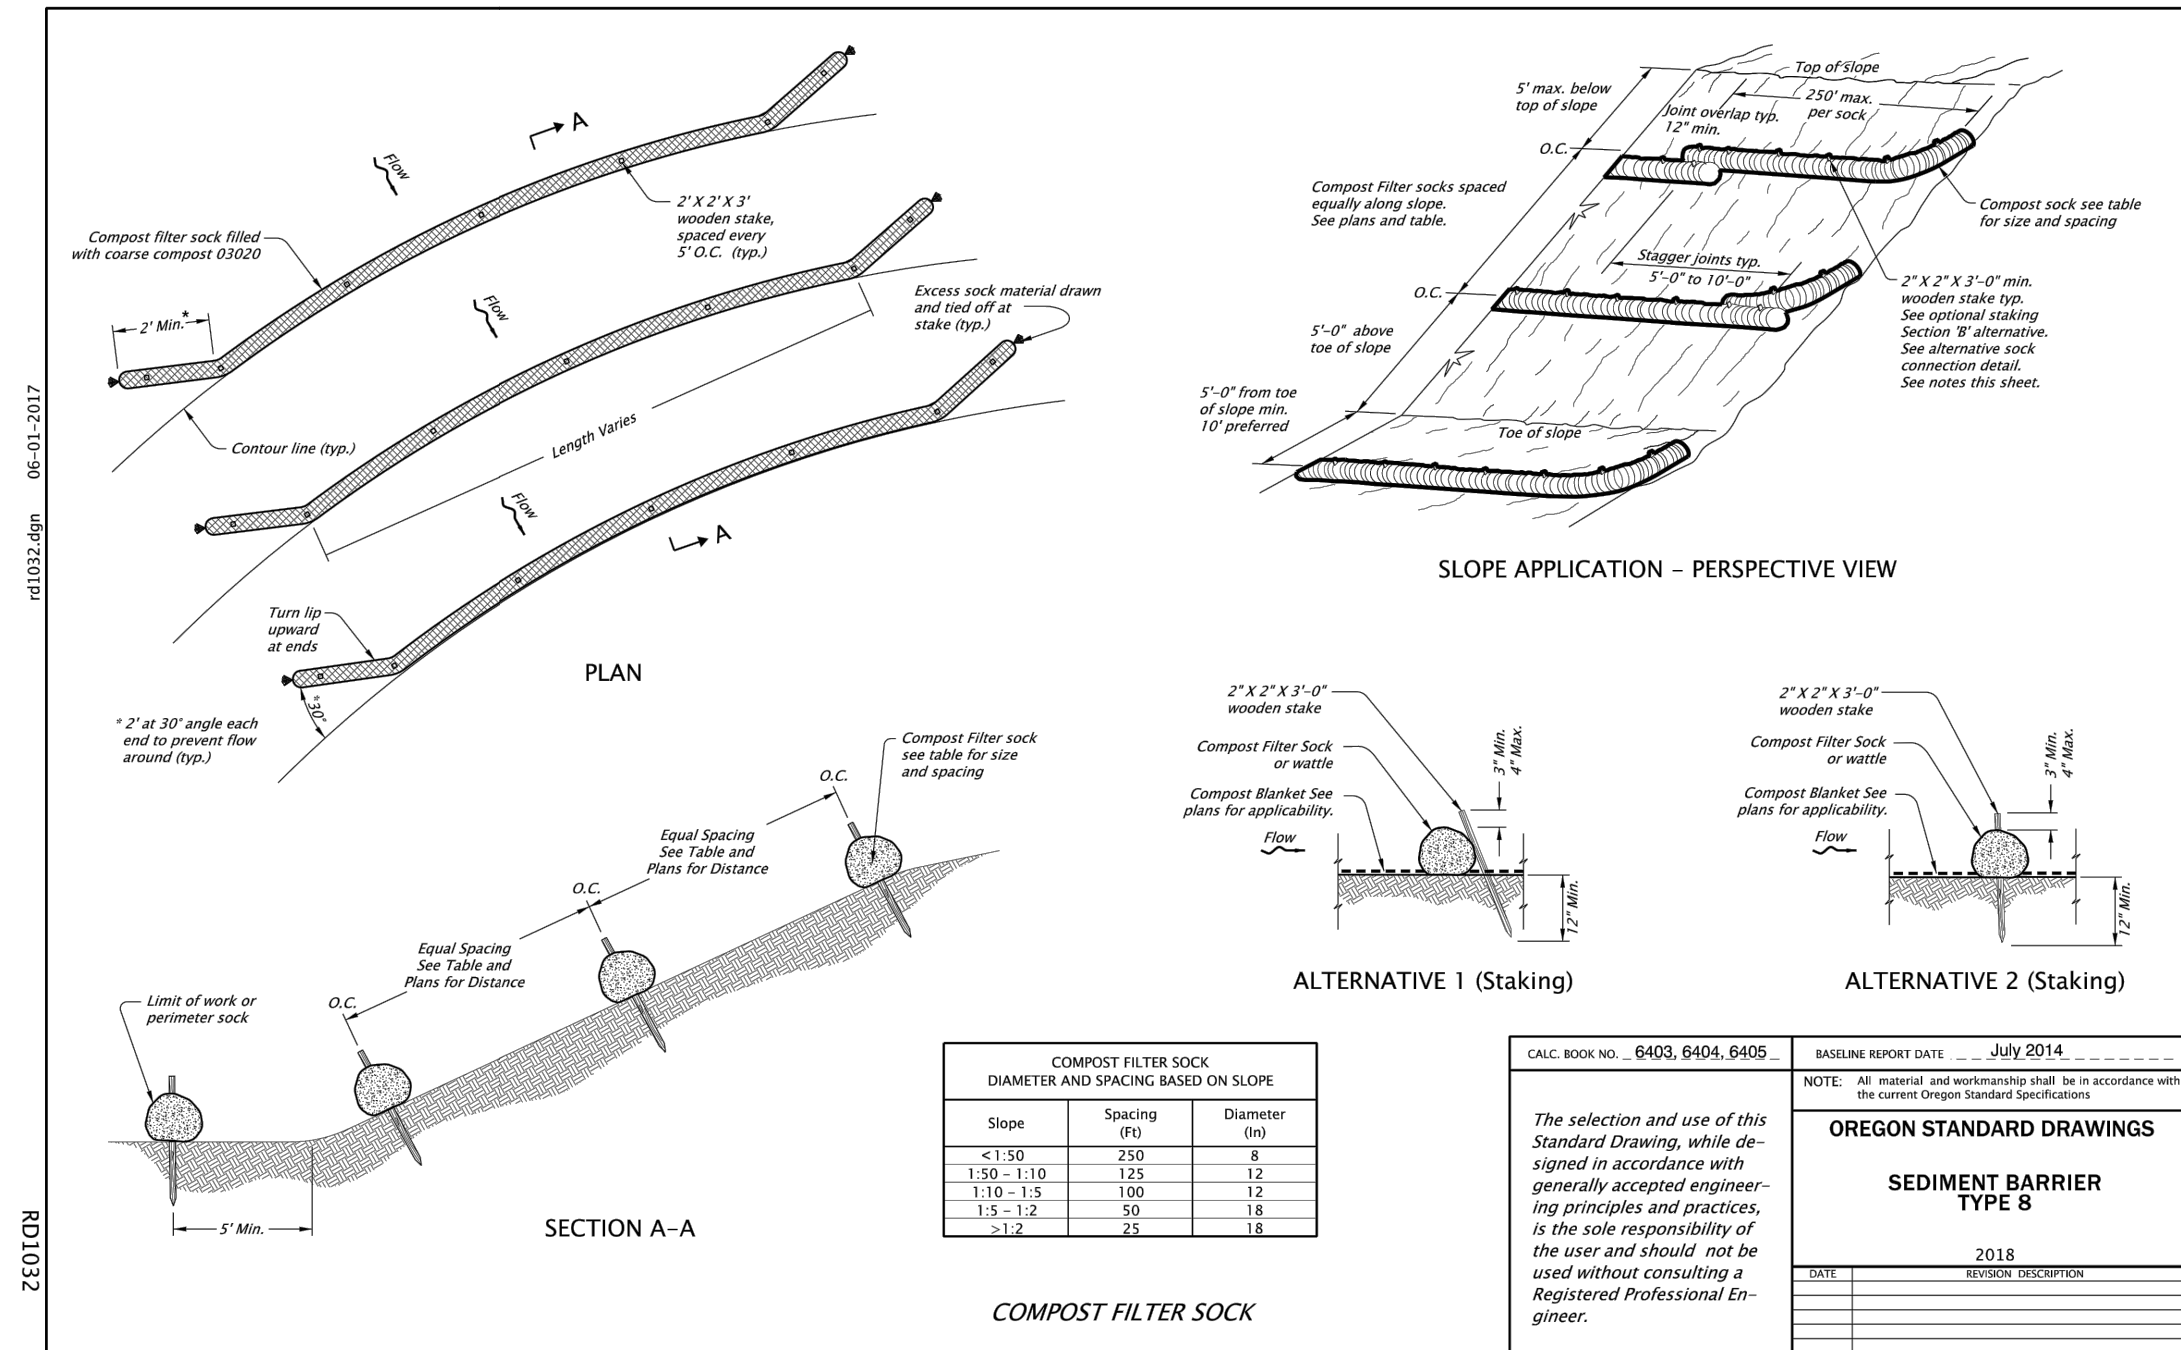 rd1032.dgn 06-01-2017
RD1032
A
Flow
2' X 2' X 3'
wooden stake,
spaced every
5' O.C. (typ.)
Compost filter sock filled
with coarse compost 03020
2' Min.*
Flow
Excess sock material drawn
and tied off at
stake (typ.)
Contour line (typ.)
Length Varies
Flow
A
Turn lip
upward
at ends
*30°
PLAN
* 2' at 30° angle each
end to prevent flow
around (typ.)
Top of slope
5' max. below
top of slope
250' max.
per sock
Joint overlap typ.
12" min.
O.C.
Compost Filter socks spaced
equally along slope.
See plans and table.
Compost sock see table
for size and spacing
Stagger joints typ.
5'-0" to 10'-0"
O.C.
2" X 2" X 3'-0" min.
wooden stake typ.
See optional staking
Section 'B' alternative.
See alternative sock
connection detail.
See notes this sheet.
5'-0" above
toe of slope
5'-0" from toe
of slope min.
10' preferred
Toe of slope
SLOPE APPLICATION - PERSPECTIVE VIEW
Compost Filter sock
see table for size
and spacing
O.C.
Equal Spacing
See Table and
Plans for Distance
O.C.
Equal Spacing
See Table and
Plans for Distance
O.C.
Limit of work or
perimeter sock
5' Min.
SECTION A-A
2" X 2" X 3'-0"
wooden stake
Compost Filter Sock
or wattle
Compost Blanket See
plans for applicability.
Flow
3" Min.
4" Max.
12" Min.
ALTERNATIVE 1 (Staking)
2" X 2" X 3'-0"
wooden stake
Compost Filter Sock
or wattle
Compost Blanket See
plans for applicability.
Flow
3" Min.
4" Max.
12" Min.
ALTERNATIVE 2 (Staking)
COMPOST FILTER SOCK
DIAMETER AND SPACING BASED ON SLOPE
Slope Spacing (Ft) Diameter (In)
<1:50 250 8
1:50 - 1:10 125 12
1:10 - 1:5 100 12
1:5 - 1:2 50 18
>1:2 25 18
COMPOST FILTER SOCK
CALC. BOOK NO. 6403, 6404, 6405
BASELINE REPORT DATE July 2014
NOTE: All material and workmanship shall be in accordance with
the current Oregon Standard Specifications
The selection and use of this
Standard Drawing, while de-
signed in accordance with
generally accepted engineer-
ing principles and practices,
is the sole responsibility of
the user and should not be
used without consulting a
Registered Professional En-
gineer.
OREGON STANDARD DRAWINGS
SEDIMENT BARRIER
TYPE 8
2018
DATE REVISION DESCRIPTION